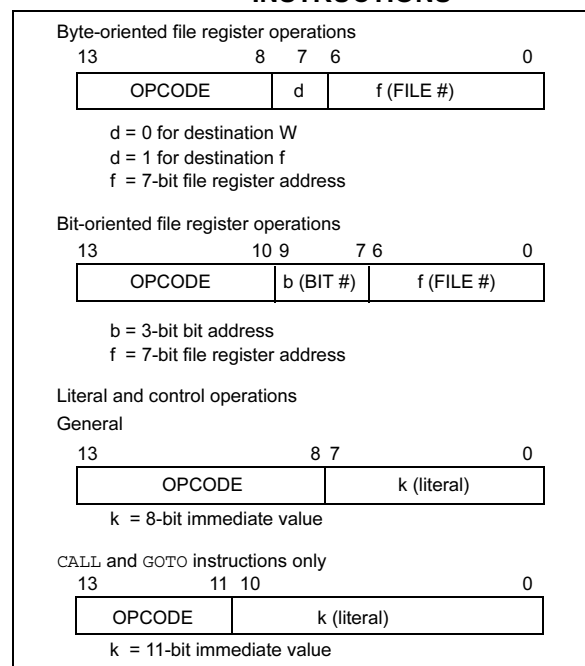 INSTRUCTIONS
Byte-oriented file register operations
13 8 7 6 0
OPCODE d f (FILE #)
d = 0 for destination W
d = 1 for destination f
f = 7-bit file register address
Bit-oriented file register operations
13 10 9 7 6 0
OPCODE b (BIT #) f (FILE #)
b = 3-bit bit address
f = 7-bit file register address
Literal and control operations
General
13 8 7 0
OPCODE k (literal)
k = 8-bit immediate value
CALL and GOTO instructions only
13 11 10 0
OPCODE k (literal)
k = 11-bit immediate value